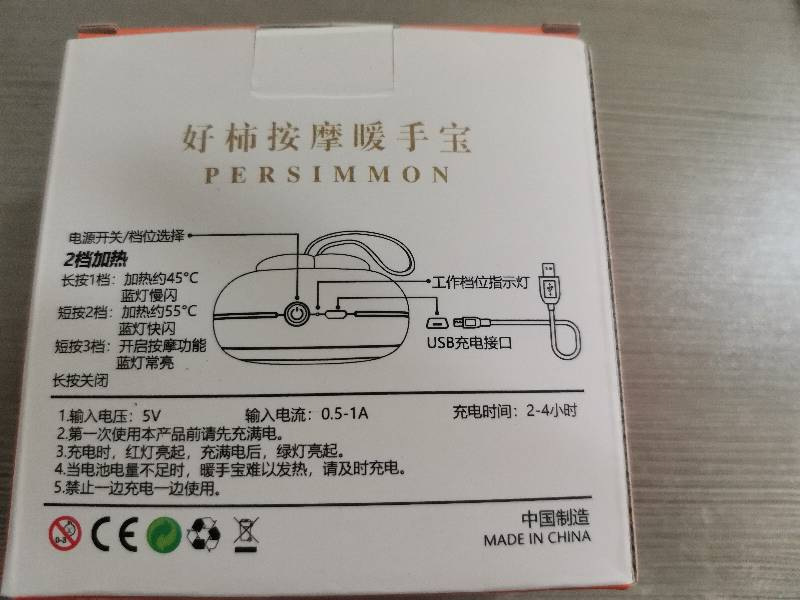 好柿按摩暖手宝
PERSIMMON
电源开关/档位选择
2档加热
长按1档：加热约45°C
蓝灯慢闪
短按2档：加热约55°C
蓝灯快闪
短按3档：开启按摩功能
蓝灯常亮
长按关闭
工作档位指示灯
USB充电接口
1.输入电压：5V 输入电流：0.5-1A 充电时间：2-4小时
2.第一次使用本产品前请先充满电。
3.充电时，红灯亮起，充满电后，绿灯亮起。
4.当电池电量不足时，暖手宝难以发热，请及时充电。
5.禁止一边充电一边使用。
0-3 CE
中国制造
MADE IN CHINA